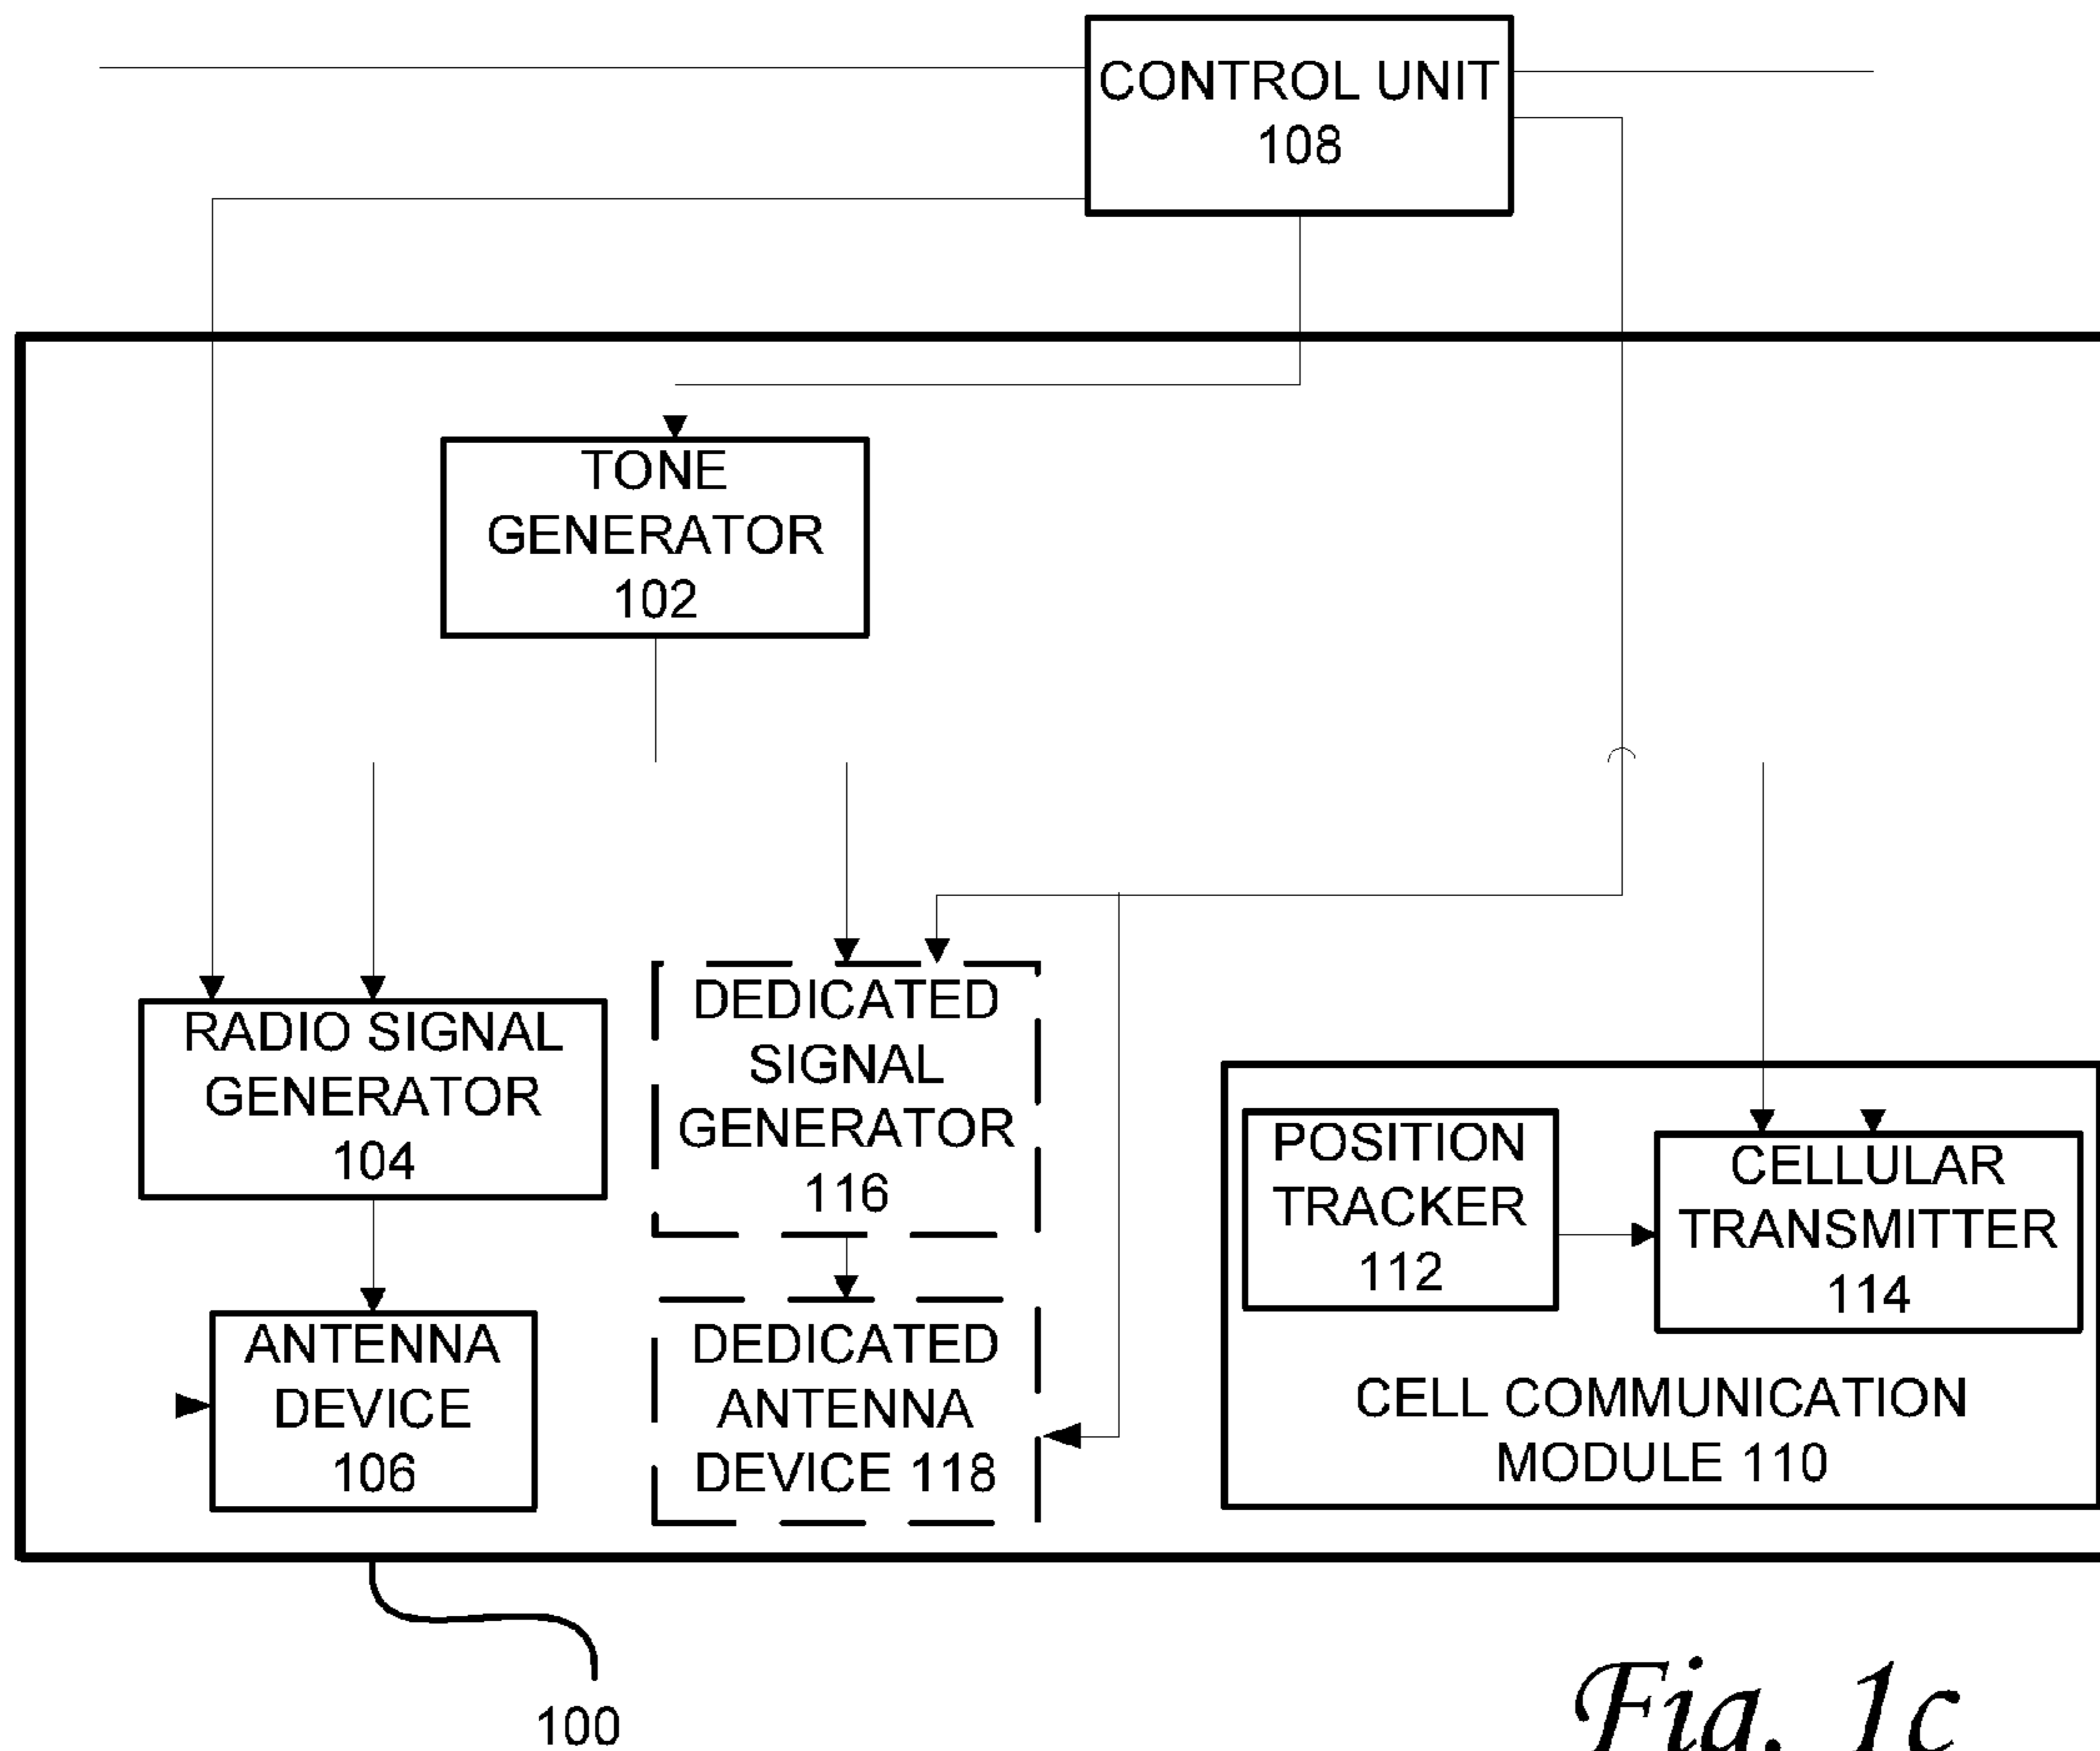 CONTROL UNIT
108
TONE
GENERATOR
102
RADIO SIGNAL
GENERATOR
104
DEDICATED
SIGNAL
GENERATOR
116
POSITION
TRACKER
112
CELLULAR
TRANSMITTER
114
ANTENNA
DEVICE
106
DEDICATED
ANTENNA
DEVICE 118
CELL COMMUNICATION
MODULE 110
100
Fig. 1c